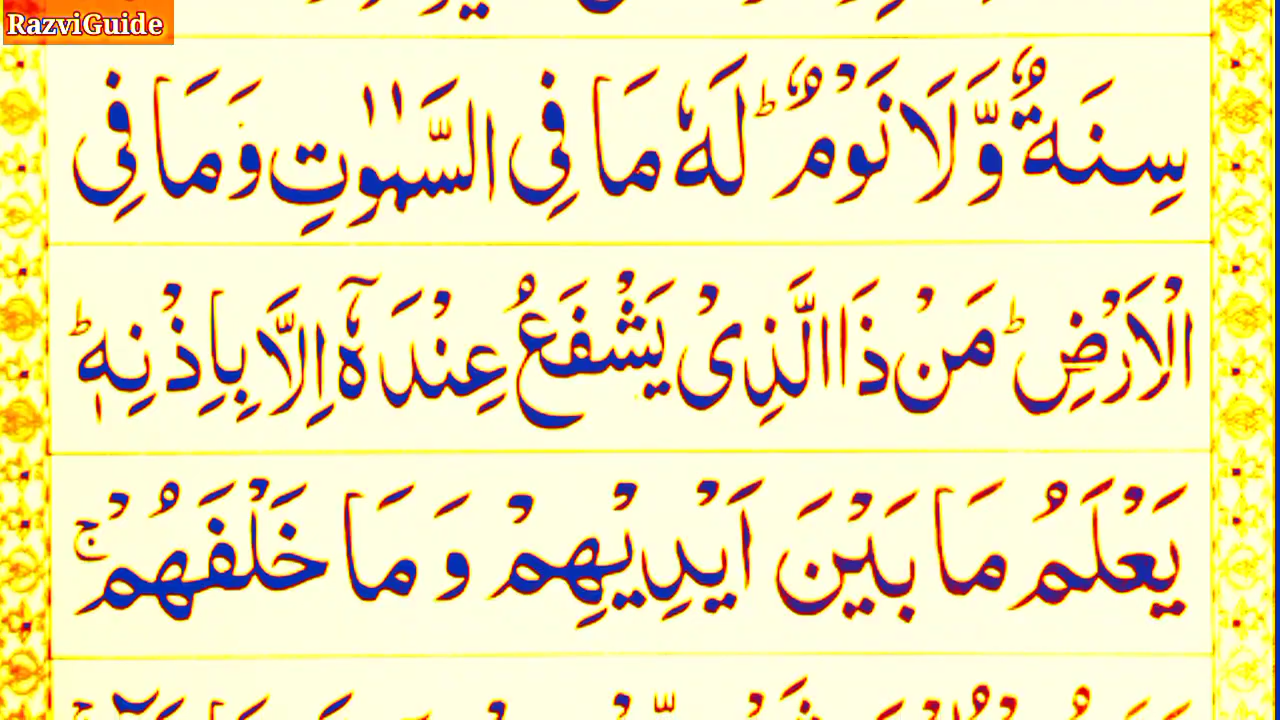 RazviGuide
سِنَةٌ وَّلَا نَوْمٌ ؕ لَهٗ مَا فِی السَّمٰوٰتِ وَمَا فِی
الْاَرْضِ ؕ مَنْ ذَا الَّذِیْ یَشْفَعُ عِنْدَهٗۤ اِلَّا بِاِذْنِهٖ ؕ
یَعْلَمُ مَا بَیْنَ اَیْدِیْهِمْ وَ مَا خَلْفَهُمْ ۚ